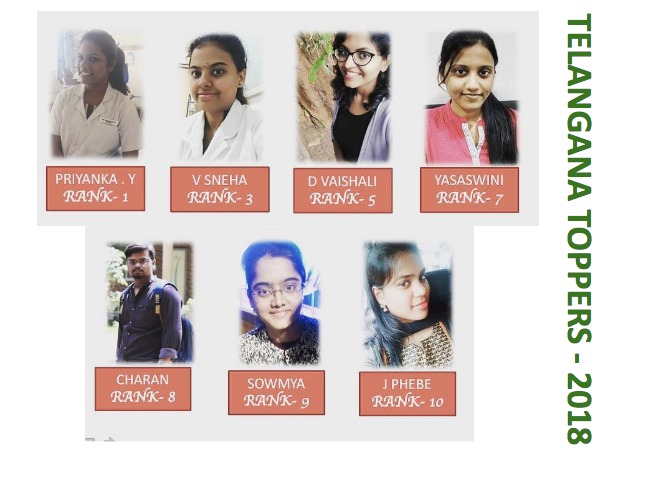 PRIYANKA . Y
RANK- 1
V SNEHA
RANK- 3
D VAISHALI
RANK- 5
YASASWINI
RANK- 7
CHARAN
RANK- 8
SOWMYA
RANK- 9
J PHEBE
RANK- 10
TELANGANA TOPPERS - 2018